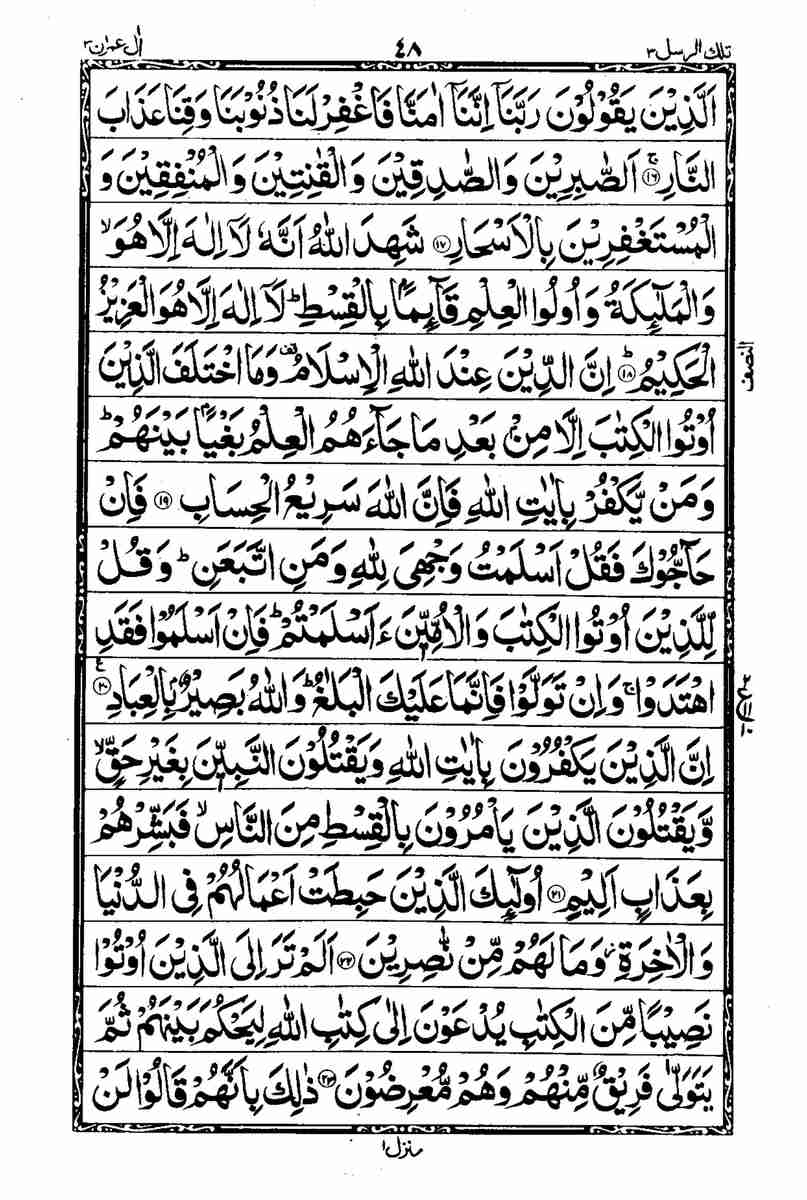 تلك الرسل ٣
٤٨
اٰل عمرٰن ٣
اَلَّذِيْنَ يَقُوْلُوْنَ رَبَّنَآ اِنَّنَآ اٰمَنَّا فَاغْفِرْلَنَا ذُنُوْبَنَا وَقِنَا عَذَابَ
النَّارِۚ ۝١٦ اَلصّٰبِرِيْنَ وَالصّٰدِقِيْنَ وَالْقٰنِتِيْنَ وَالْمُنْفِقِيْنَ وَ
الْمُسْتَغْفِرِيْنَ بِالْاَسْحَارِ ۝١٧ شَهِدَ اللّٰهُ اَنَّهٗ لَآ اِلٰهَ اِلَّا هُوَۙ
وَالْمَلٰٓئِكَةُ وَاُولُوا الْعِلْمِ قَآئِمًاۢ بِالْقِسْطِؕ لَآ اِلٰهَ اِلَّا هُوَ الْعَزِيْزُ
الْحَكِيْمُؕ ۝١٨ اِنَّ الدِّيْنَ عِنْدَ اللّٰهِ الْاِسْلَامُ وَمَا اخْتَلَفَ الَّذِيْنَ
النصف
اُوْتُوا الْكِتٰبَ اِلَّا مِنْۢ بَعْدِ مَا جَآءَهُمُ الْعِلْمُ بَغْيًاۢ بَيْنَهُمْؕ
وَمَنْ يَّكْفُرْ بِاٰيٰتِ اللّٰهِ فَاِنَّ اللّٰهَ سَرِيْعُ الْحِسَابِ ۝١٩ فَاِنْ
حَآجُّوْكَ فَقُلْ اَسْلَمْتُ وَجْهِيَ لِلّٰهِ وَمَنِ اتَّبَعَنِؕ وَقُلْ
لِّلَّذِيْنَ اُوْتُوا الْكِتٰبَ وَالْاُمِّيّٖنَ ءَاَسْلَمْتُمْؕ فَاِنْ اَسْلَمُوْا فَقَدِ
اهْتَدَوْاۚ وَاِنْ تَوَلَّوْا فَاِنَّمَا عَلَيْكَ الْبَلٰغُؕ وَاللّٰهُ بَصِيْرٌۢ بِالْعِبَادِ ۝٢٠ ع
اِنَّ الَّذِيْنَ يَكْفُرُوْنَ بِاٰيٰتِ اللّٰهِ وَيَقْتُلُوْنَ النَّبِيّٖنَ بِغَيْرِ حَقٍّۙ
وَّيَقْتُلُوْنَ الَّذِيْنَ يَاْمُرُوْنَ بِالْقِسْطِ مِنَ النَّاسِۙ فَبَشِّرْهُمْ
بِعَذَابٍ اَلِيْمٍ ۝٢١ اُولٰٓئِكَ الَّذِيْنَ حَبِطَتْ اَعْمَالُهُمْ فِي الدُّنْيَا
وَالْاٰخِرَةِؗ وَمَا لَهُمْ مِّنْ نّٰصِرِيْنَ ۝٢٢ اَلَمْ تَرَ اِلَى الَّذِيْنَ اُوْتُوْا
نَصِيْبًا مِّنَ الْكِتٰبِ يُدْعَوْنَ اِلٰى كِتٰبِ اللّٰهِ لِيَحْكُمَ بَيْنَهُمْ ثُمَّ
يَتَوَلّٰى فَرِيْقٌ مِّنْهُمْ وَهُمْ مُّعْرِضُوْنَ ۝٢٣ ذٰلِكَ بِاَنَّهُمْ قَالُوْا لَنْ
منزل ١